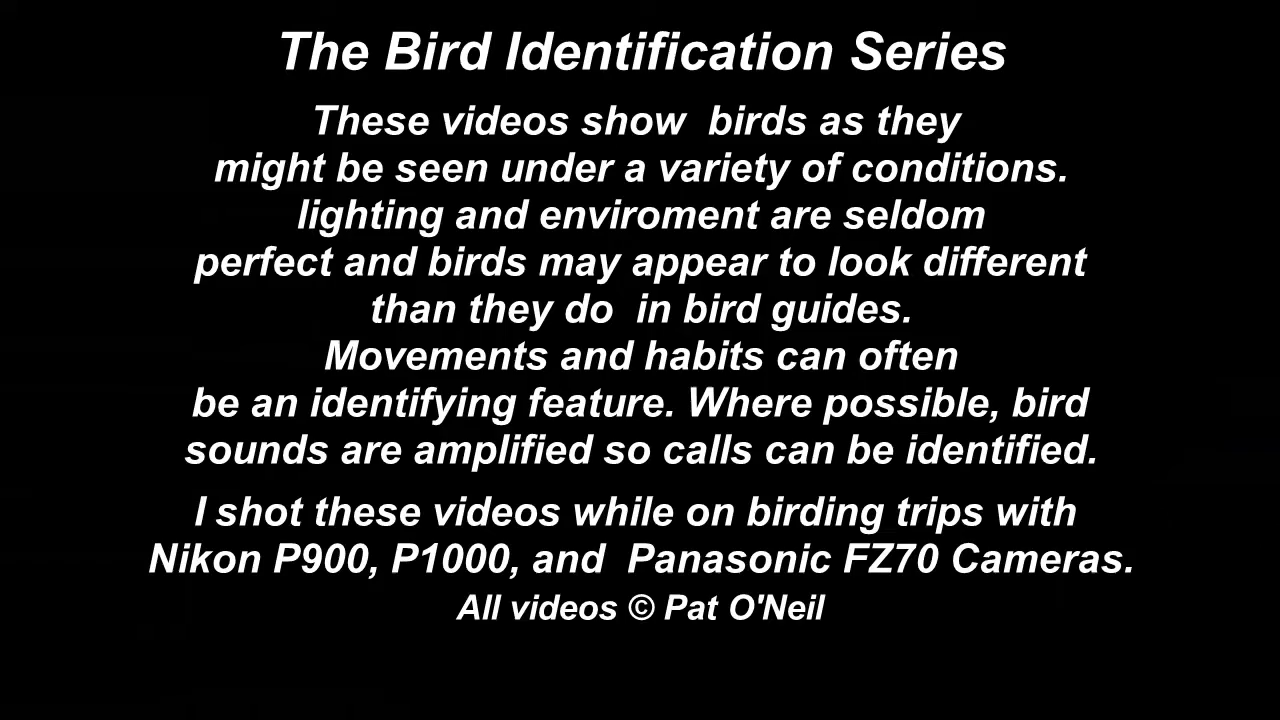 The Bird Identification Series
These videos show  birds as they
might be seen under a variety of conditions.
lighting and enviroment are seldom
perfect and birds may appear to look different
than they do  in bird guides.
Movements and habits can often
be an identifying feature. Where possible, bird
sounds are amplified so calls can be identified.
I shot these videos while on birding trips with
Nikon P900, P1000, and  Panasonic FZ70 Cameras.
All videos © Pat O'Neil